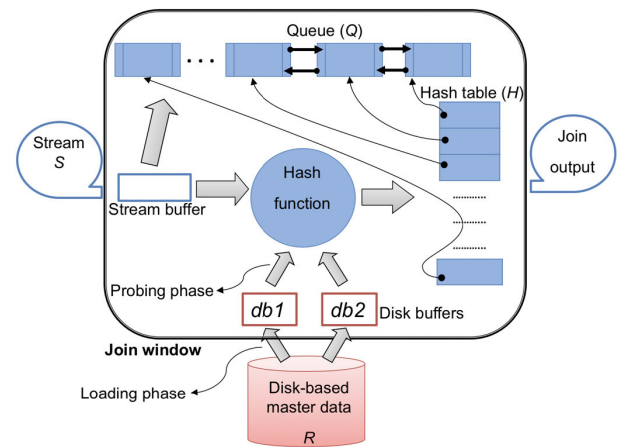 Queue (Q)
Hash table (H)
Stream
S
Hash
function
Join
output
Stream buffer
Probing phase
db1
db2
Disk buffers
Join window
Loading phase
Disk-based
master data
R